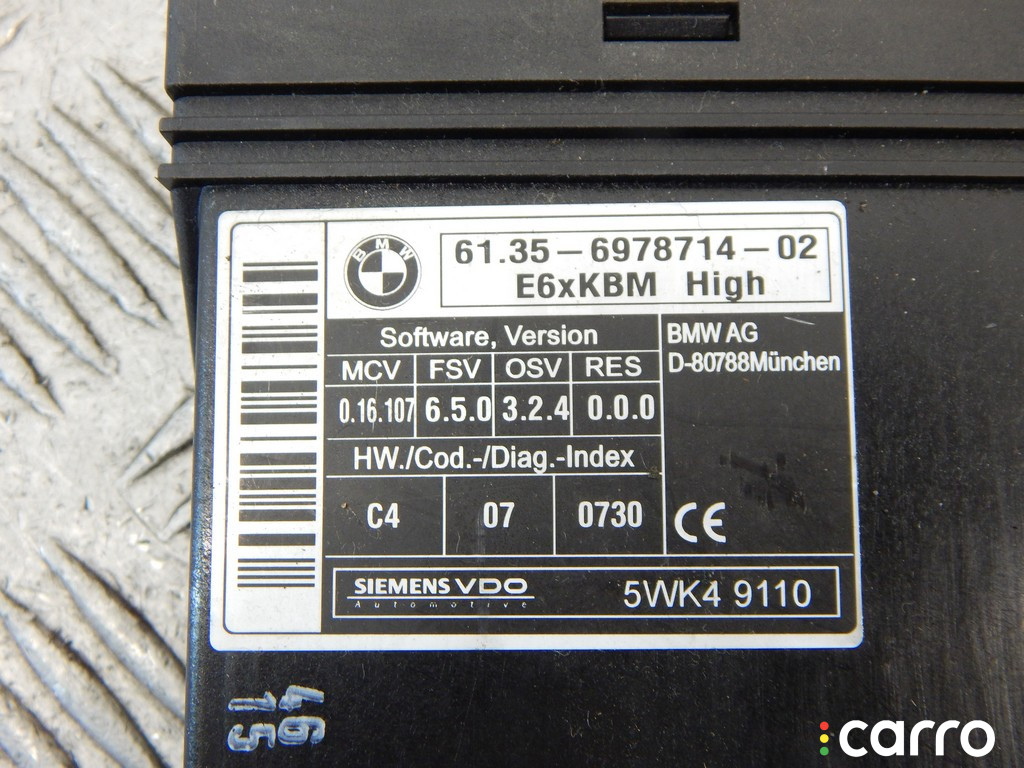 BMW
61.35-6978714-02
E6xKBM High
Software, Version
MCV FSV OSV RES
0.16.107 6.5.0 3.2.4 0.0.0
HW./Cod.-/Diag.-Index
C4 07 0730
BMW AG
D-80788München
CE
SIEMENS VDO
Automotive
5WK4 9110
46
15
carro